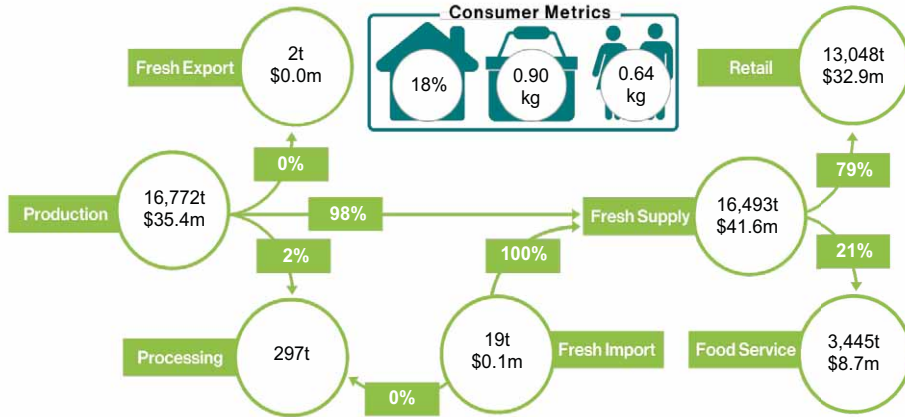 Consumer Metrics
Fresh Export
2t
$0.0m
18%
0.90
kg
0.64
kg
Retail
13,048t
$32.9m
0%
79%
Production
16,772t
$35.4m
98%
Fresh Supply
16,493t
$41.6m
2%
100%
21%
Processing
297t
19t
$0.1m
Fresh Import
Food Service
3,445t
$8.7m
0%